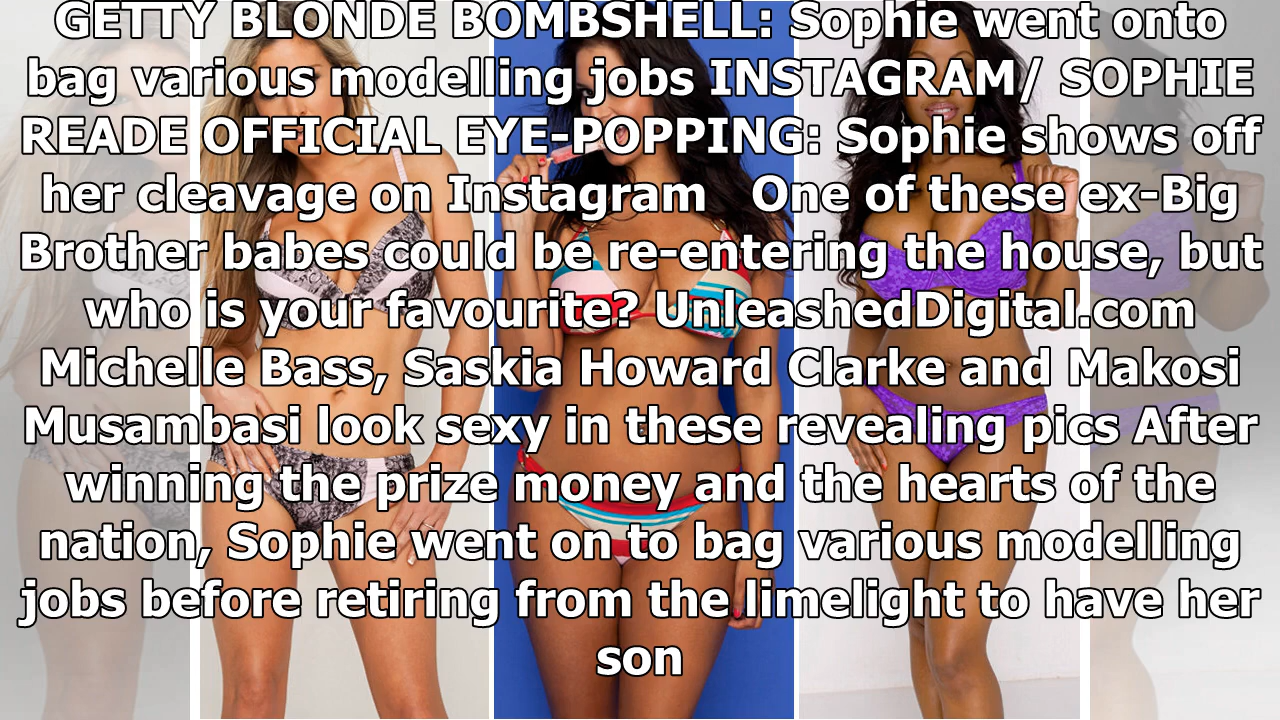 GETTY BLONDE BOMBSHELL: Sophie went onto
bag various modelling jobs INSTAGRAM/ SOPHIE
READE OFFICIAL EYE-POPPING: Sophie shows off
her cleavage on Instagram   One of these ex-Big
Brother babes could be re-entering the house, but
who is your favourite? UnleashedDigital.com
Michelle Bass, Saskia Howard Clarke and Makosi
Musambasi look sexy in these revealing pics After
winning the prize money and the hearts of the
nation, Sophie went on to bag various modelling
jobs before retiring from the limelight to have her
son